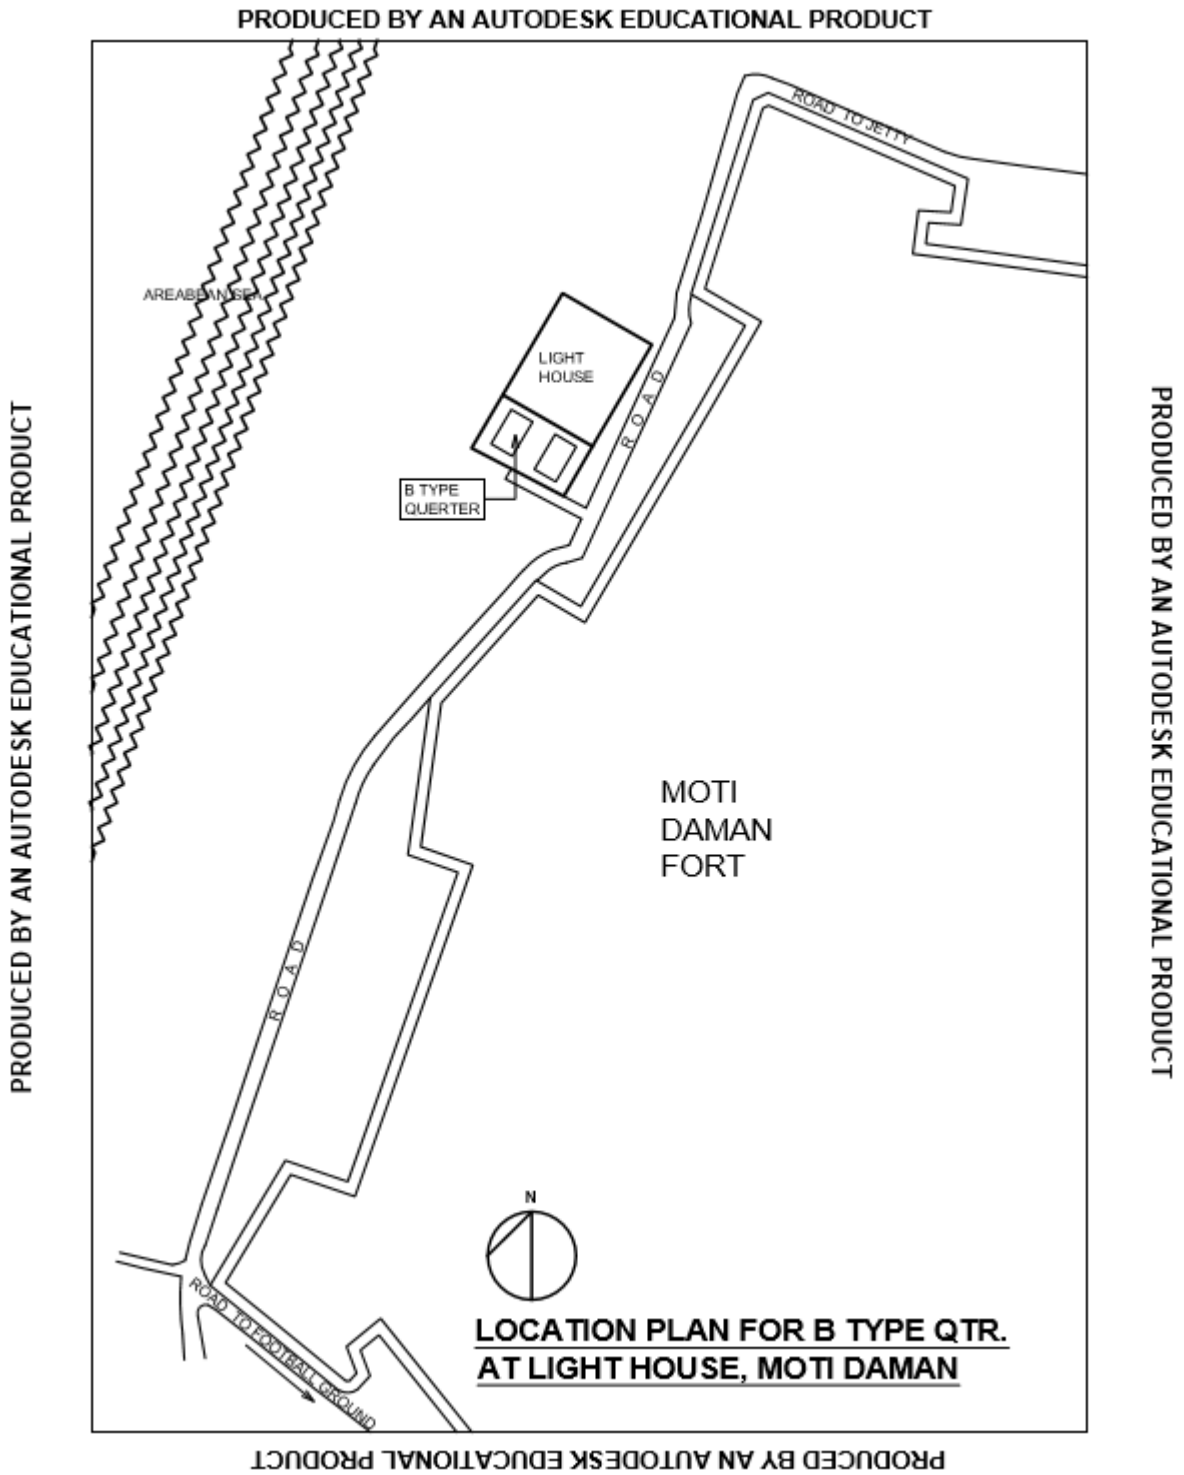 PRODUCED BY AN AUTODESK EDUCATIONAL PRODUCT
ROAD TO JETTY
AREABEAN SEA
LIGHT
HOUSE
ROAD
N
B TYPE
QUERTER
PRODUCED BY AN AUTODESK EDUCATIONAL PRODUCT
PRODUCED BY AN AUTODESK EDUCATIONAL PRODUCT
MOTI
DAMAN
FORT
ROAD
N
ROAD TO FOOTBALL GROUND
LOCATION PLAN FOR B TYPE QTR.
AT LIGHT HOUSE, MOTI DAMAN
PRODUCED BY AN AUTODESK EDUCATIONAL PRODUCT